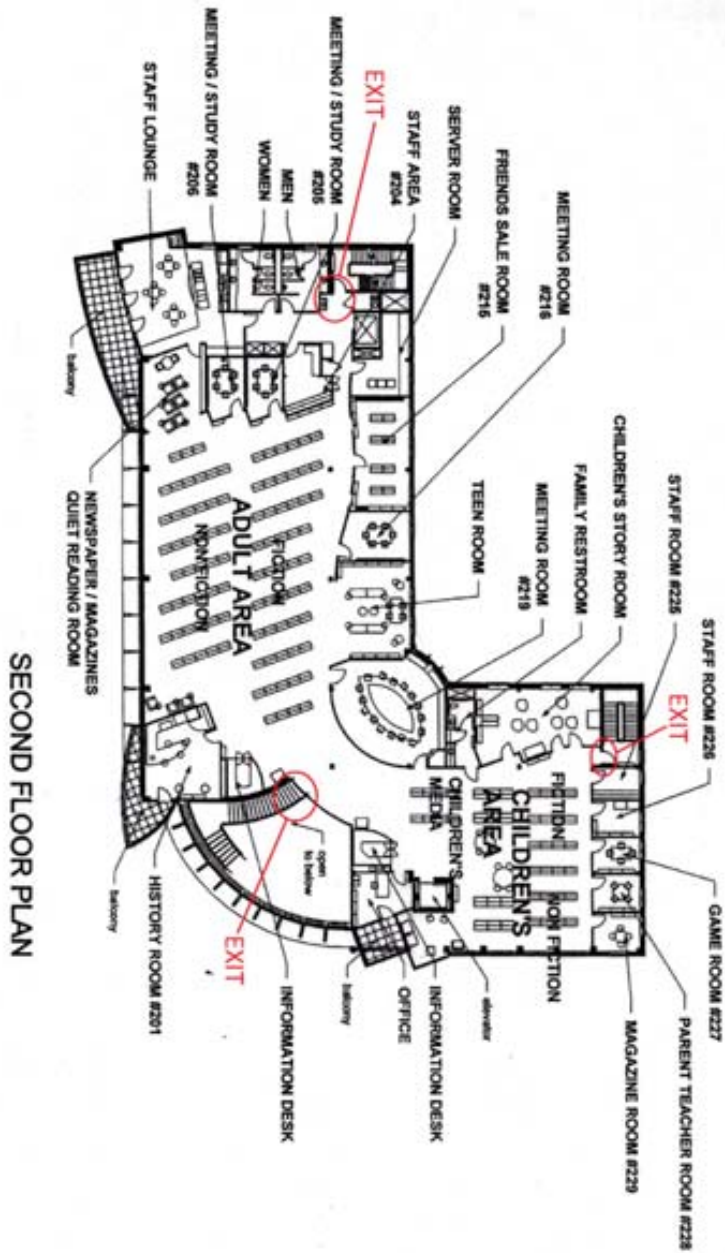 MEETING / STUDY ROOM
#206
STAFF LOUNGE
WOMEN
MEN
MEETING / STUDY ROOM
#205
EXIT
STAFF AREA
#204
SERVER ROOM
FRIENDS SALE ROOM
#215
MEETING ROOM
#216
CHILDREN'S STORY ROOM
FAMILY RESTROOM
MEETING ROOM
#219
TEEN ROOM
STAFF ROOM #225
STAFF ROOM #226
EXIT
GAME ROOM #227
PARENT TEACHER ROOM #228
MAGAZINE ROOM #229
FICTION
ADULT AREA
NONFICTION
FICTION
NON FICTION
CHILDREN'S
AREA
CHILDREN'S
MEDIA
balcony
NEWSPAPER / MAGAZINES
QUIET READING ROOM
balcony
HISTORY ROOM #201
EXIT
open
to below
INFORMATION DESK
balcony
OFFICE
INFORMATION DESK
elevator
SECOND FLOOR PLAN